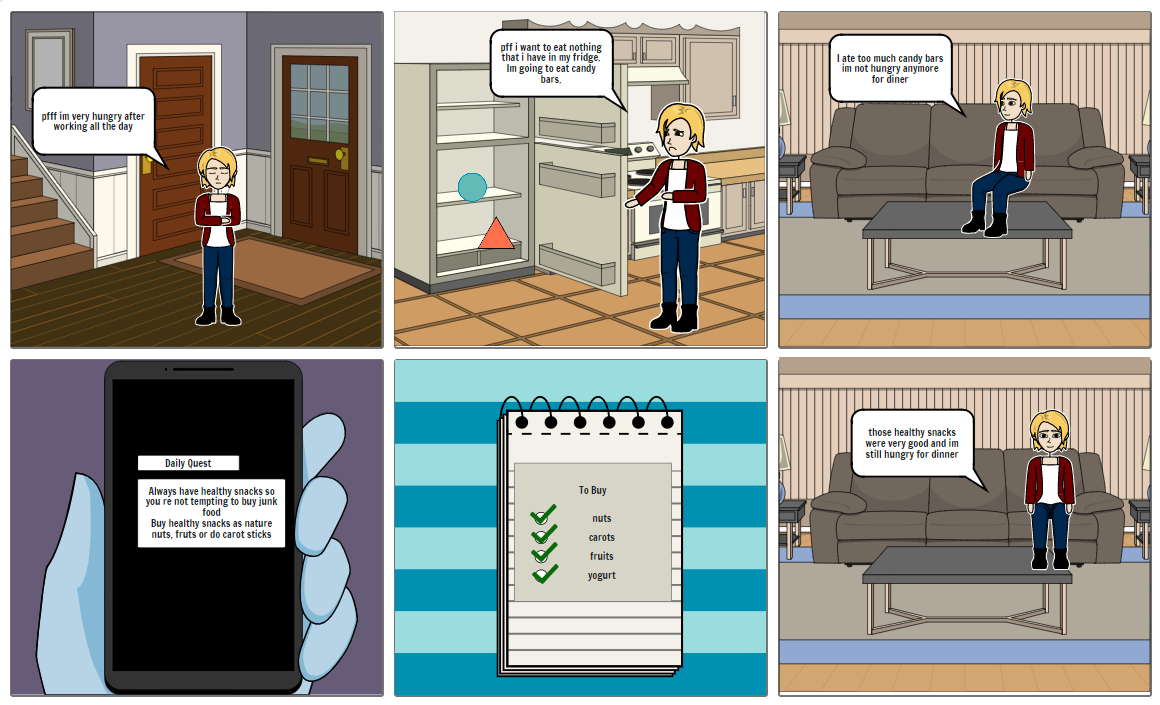 pfff im very hungry after
working all the day
pff i want to eat nothing
that i have in my fridge.
Im going to eat candy
bars.
I ate too much candy bars
im not hungry anymore
for diner
Daily Quest
Always have healthy snacks so
you re not tempting to buy junk
food
Buy healthy snacks as nature
nuts, fruts or do carot sticks
To Buy
nuts
carots
fruits
yogurt
those healthy snacks
were very good and im
still hungry for dinner